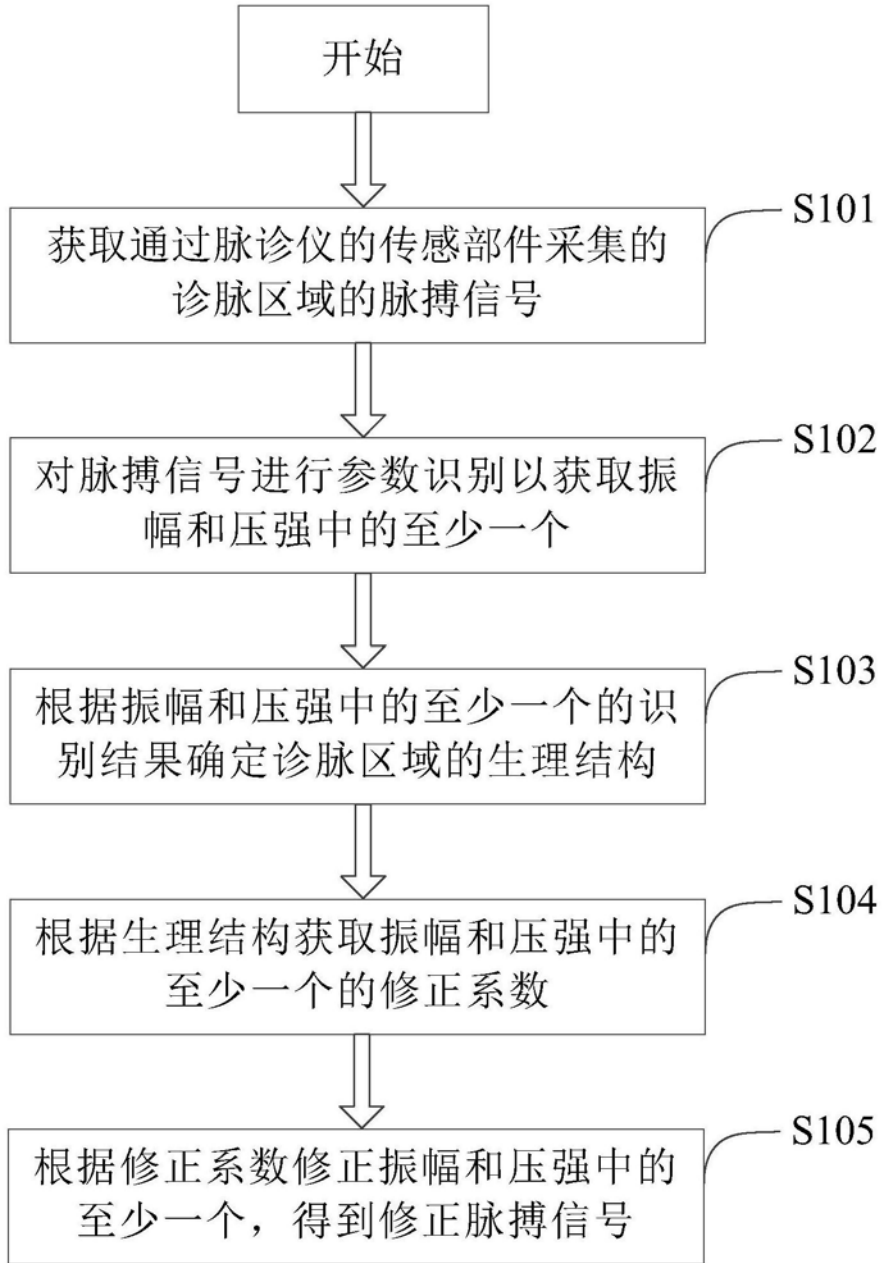 开始
S101
获取通过脉诊仪的传感部件采集的
诊脉区域的脉搏信号
S102
对脉搏信号进行参数识别以获取振
幅和压强中的至少一个
S103
根据振幅和压强中的至少一个的识
别结果确定诊脉区域的生理结构
S104
根据生理结构获取振幅和压强中的
至少一个的修正系数
S105
根据修正系数修正振幅和压强中的
至少一个，得到修正脉搏信号